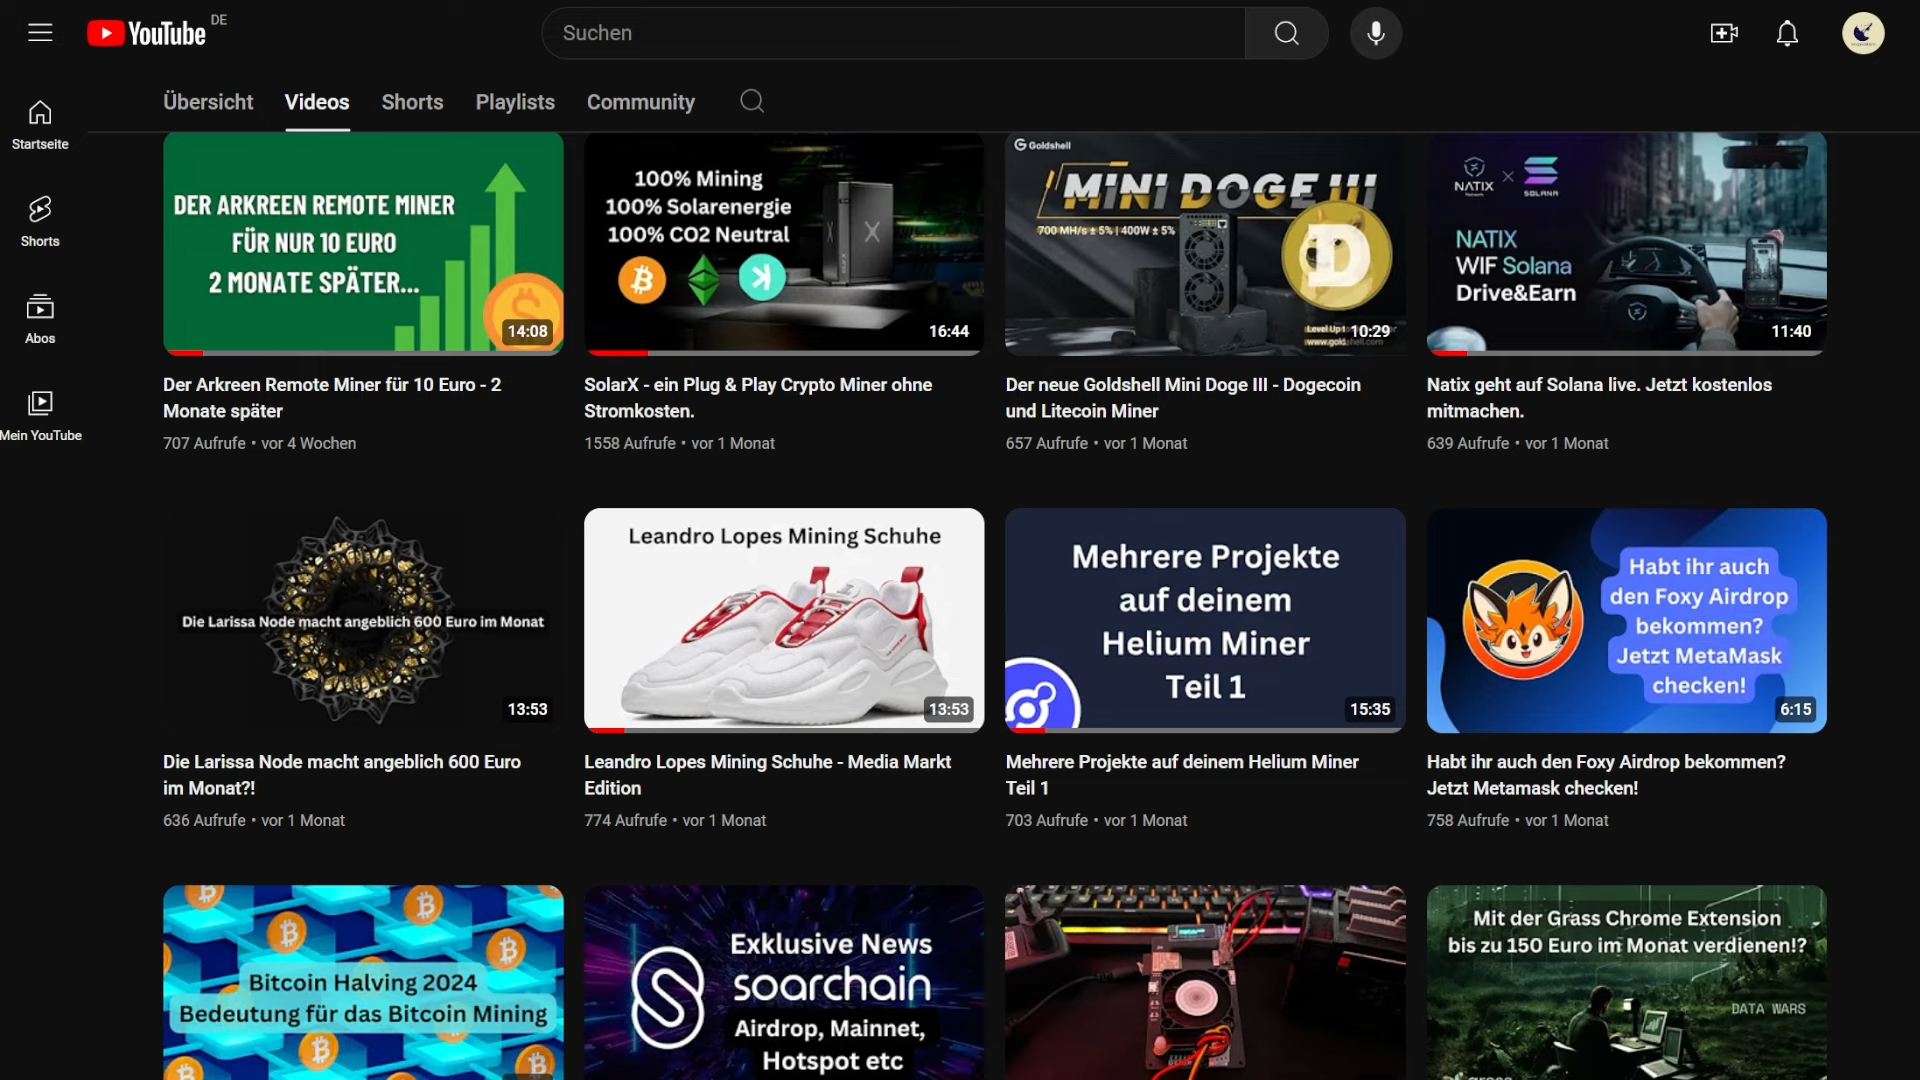 YouTube DE
Suchen
Übersicht
Videos
Shorts
Playlists
Community
Startseite
Shorts
Abos
Mein YouTube
DER ARKREEN REMOTE MINER
FÜR NUR 10 EURO
2 MONATE SPÄTER...
14:08
Der Arkreen Remote Miner für 10 Euro - 2
Monate später
707 Aufrufe • vor 4 Wochen
100% Mining
100% Solarenergie
100% CO2 Neutral
X
16:44
SolarX - ein Plug & Play Crypto Miner ohne
Stromkosten.
1558 Aufrufe • vor 1 Monat
Goldshell
MINI DOGE III
700 MH/s ± 5% | 400W ± 5%
Level Up
10:29
Der neue Goldshell Mini Doge III - Dogecoin
und Litecoin Miner
657 Aufrufe • vor 1 Monat
NATIX
SOLANA
NATIX
WIF Solana
Drive&Earn
11:40
Natix geht auf Solana live. Jetzt kostenlos
mitmachen.
639 Aufrufe • vor 1 Monat
Die Larissa Node macht angeblich 600 Euro im Monat
13:53
Die Larissa Node macht angeblich 600 Euro
im Monat?!
636 Aufrufe • vor 1 Monat
Leandro Lopes Mining Schuhe
13:53
Leandro Lopes Mining Schuhe - Media Markt
Edition
774 Aufrufe • vor 1 Monat
Mehrere Projekte
auf deinem
Helium Miner
Teil 1
15:35
Mehrere Projekte auf deinem Helium Miner
Teil 1
703 Aufrufe • vor 1 Monat
Habt ihr auch
den Foxy Airdrop
bekommen?
Jetzt MetaMask
checken!
6:15
Habt ihr auch den Foxy Airdrop bekommen?
Jetzt Metamask checken!
758 Aufrufe • vor 1 Monat
Bitcoin Halving 2024
Bedeutung für das Bitcoin Mining
Exklusive News
soarchain
Airdrop, Mainnet,
Hotspot etc
Mit der Grass Chrome Extension
bis zu 150 Euro im Monat verdienen!?
DATA WARS
grass